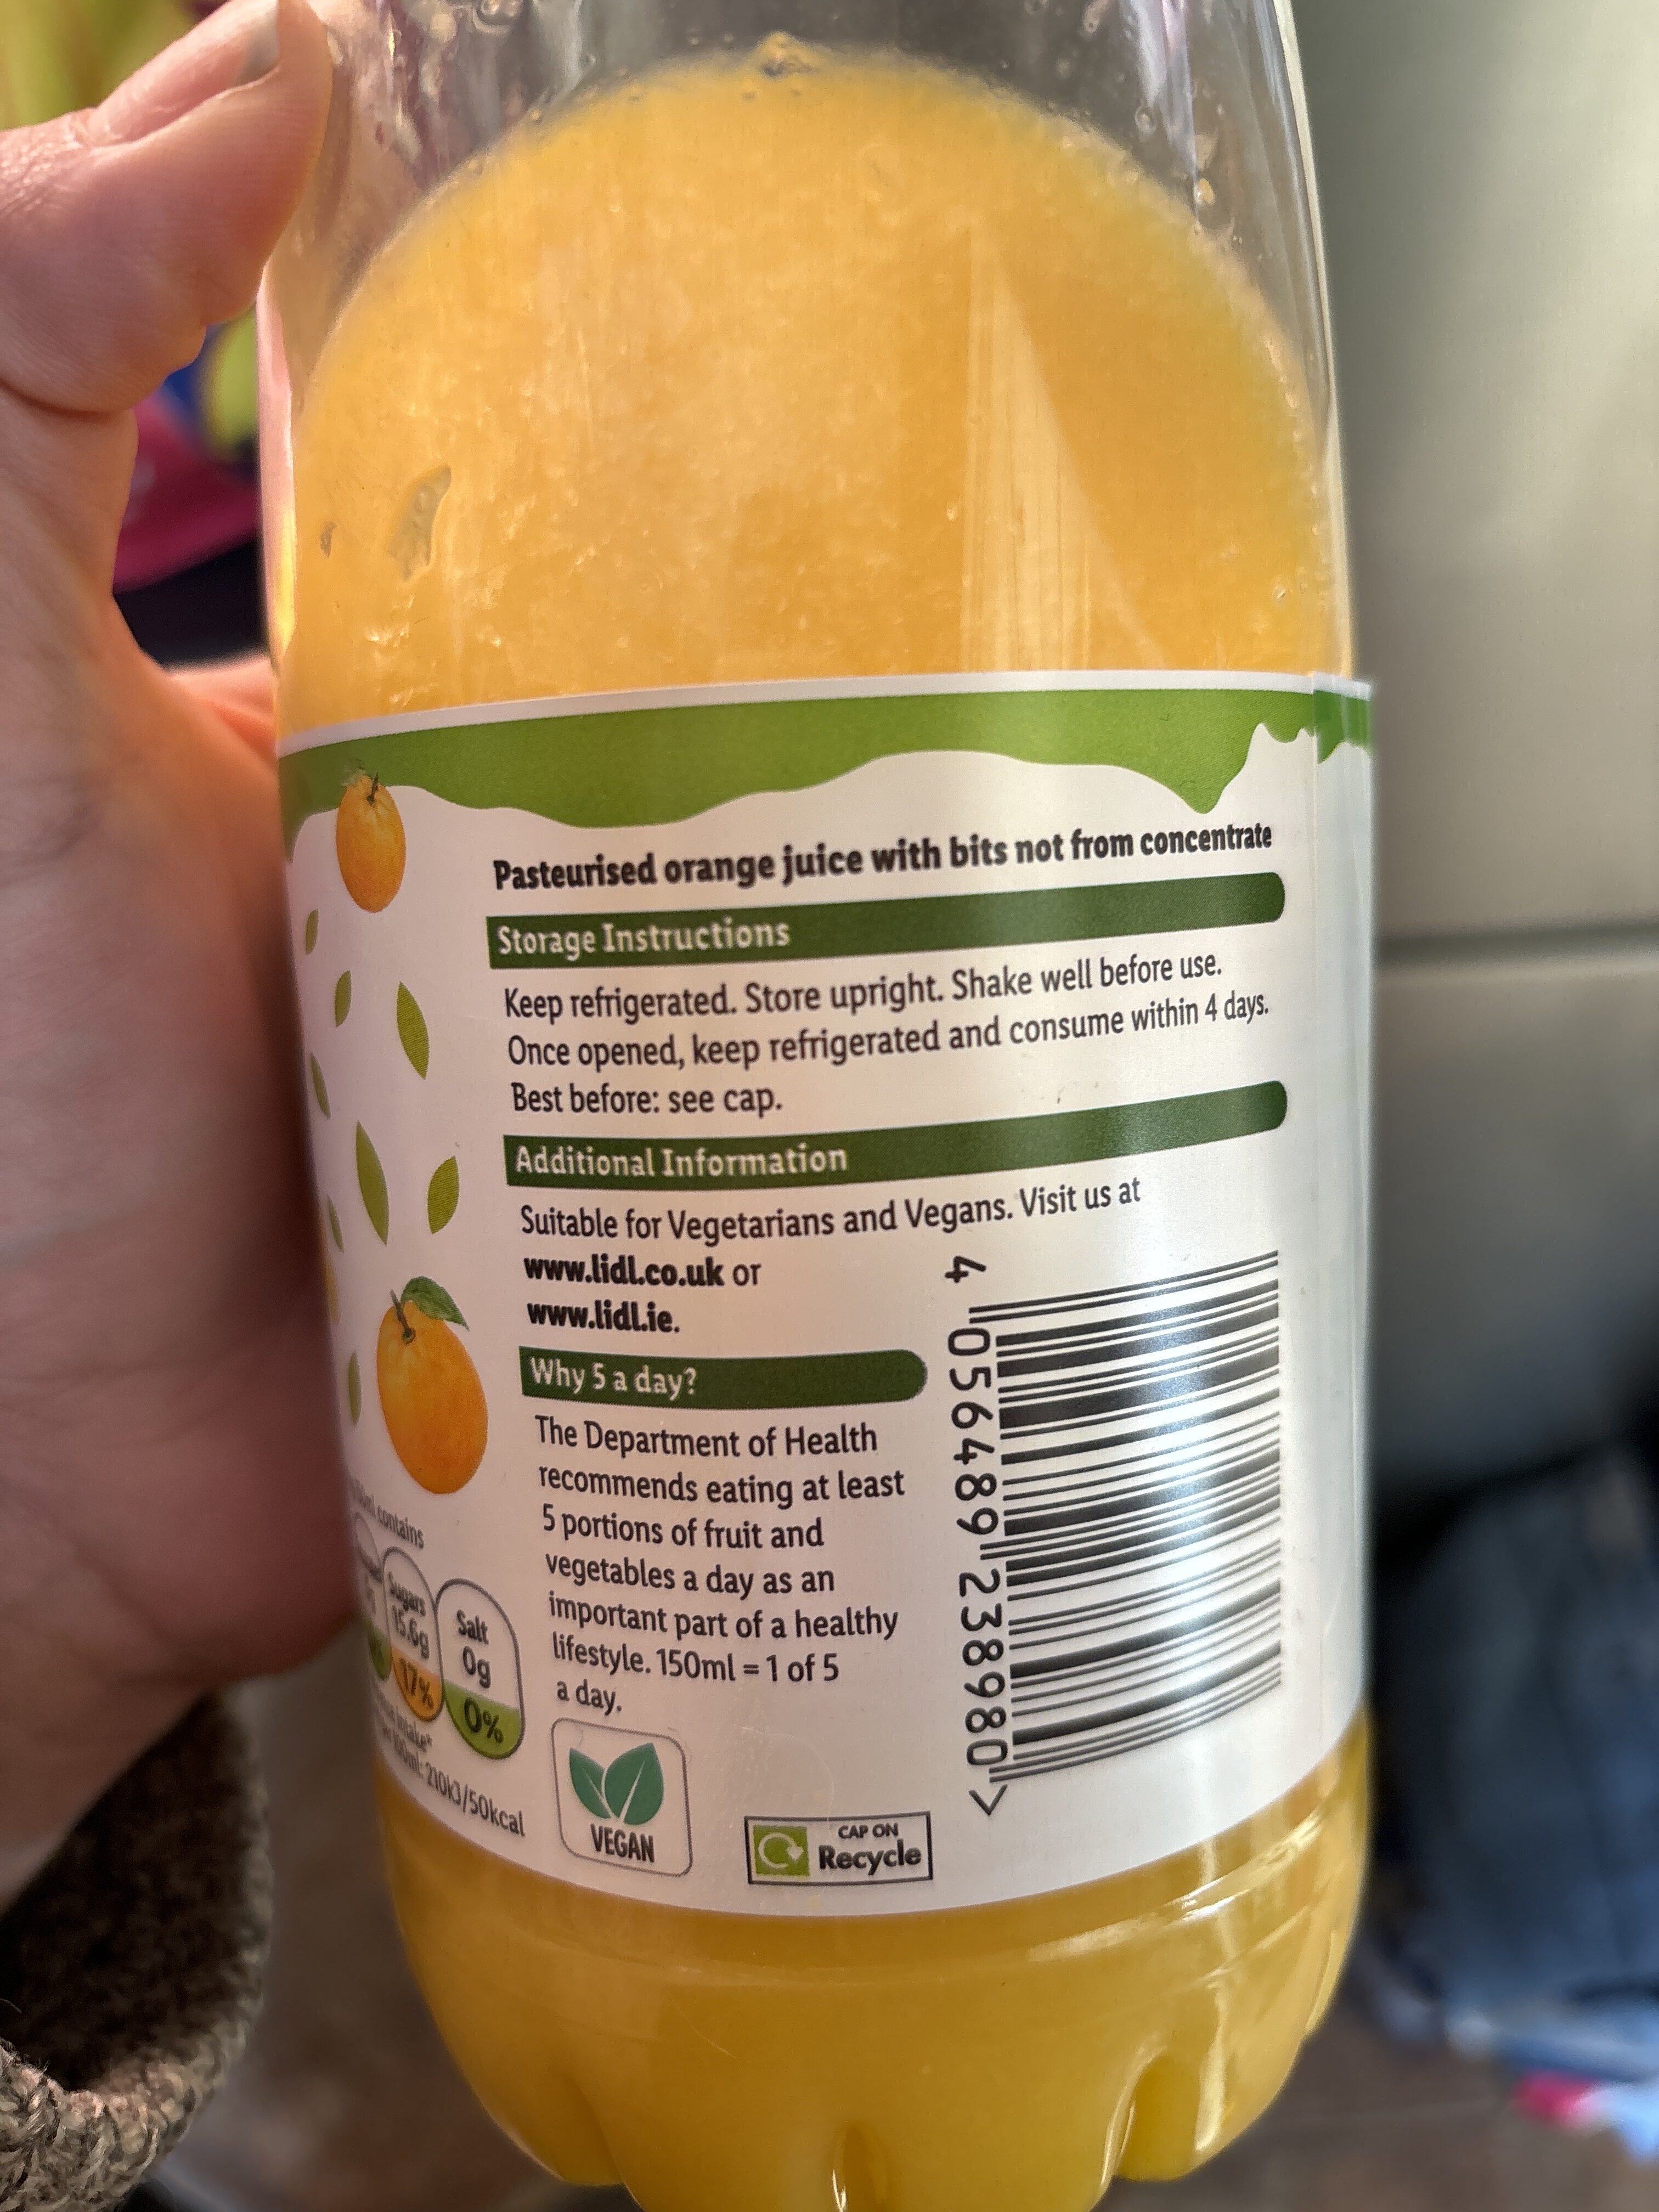 Pasteurised orange juice with bits not from concentrate
Storage Instructions
Keep refrigerated. Store upright. Shake well before use.
Once opened, keep refrigerated and consume within 4 days.
Best before: see cap.
Additional Information
Suitable for Vegetarians and Vegans. Visit us at
www.lidl.co.uk or
www.lidl.ie.
Why 5 a day?
The Department of Health
recommends eating at least
5 portions of fruit and
vegetables a day as an
important part of a healthy
lifestyle. 150ml = 1 of 5
a day.
4 056489 238980 >
contains
Sugars
15.6g
17%
Salt
0g
0%
intake*
100ml: 210kJ/50kcal
VEGAN
CAP ON
Recycle